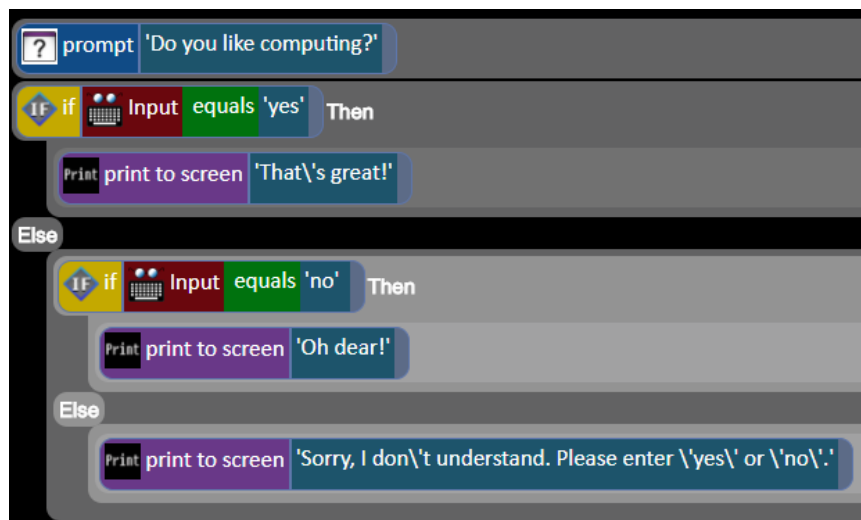 ? prompt 'Do you like computing?'
IF if Input equals 'yes' Then
Print print to screen 'That\'s great!'
Else
IF if Input equals 'no' Then
Print print to screen 'Oh dear!'
Else
Print print to screen 'Sorry, I don\'t understand. Please enter \'yes\' or \'no\'.'